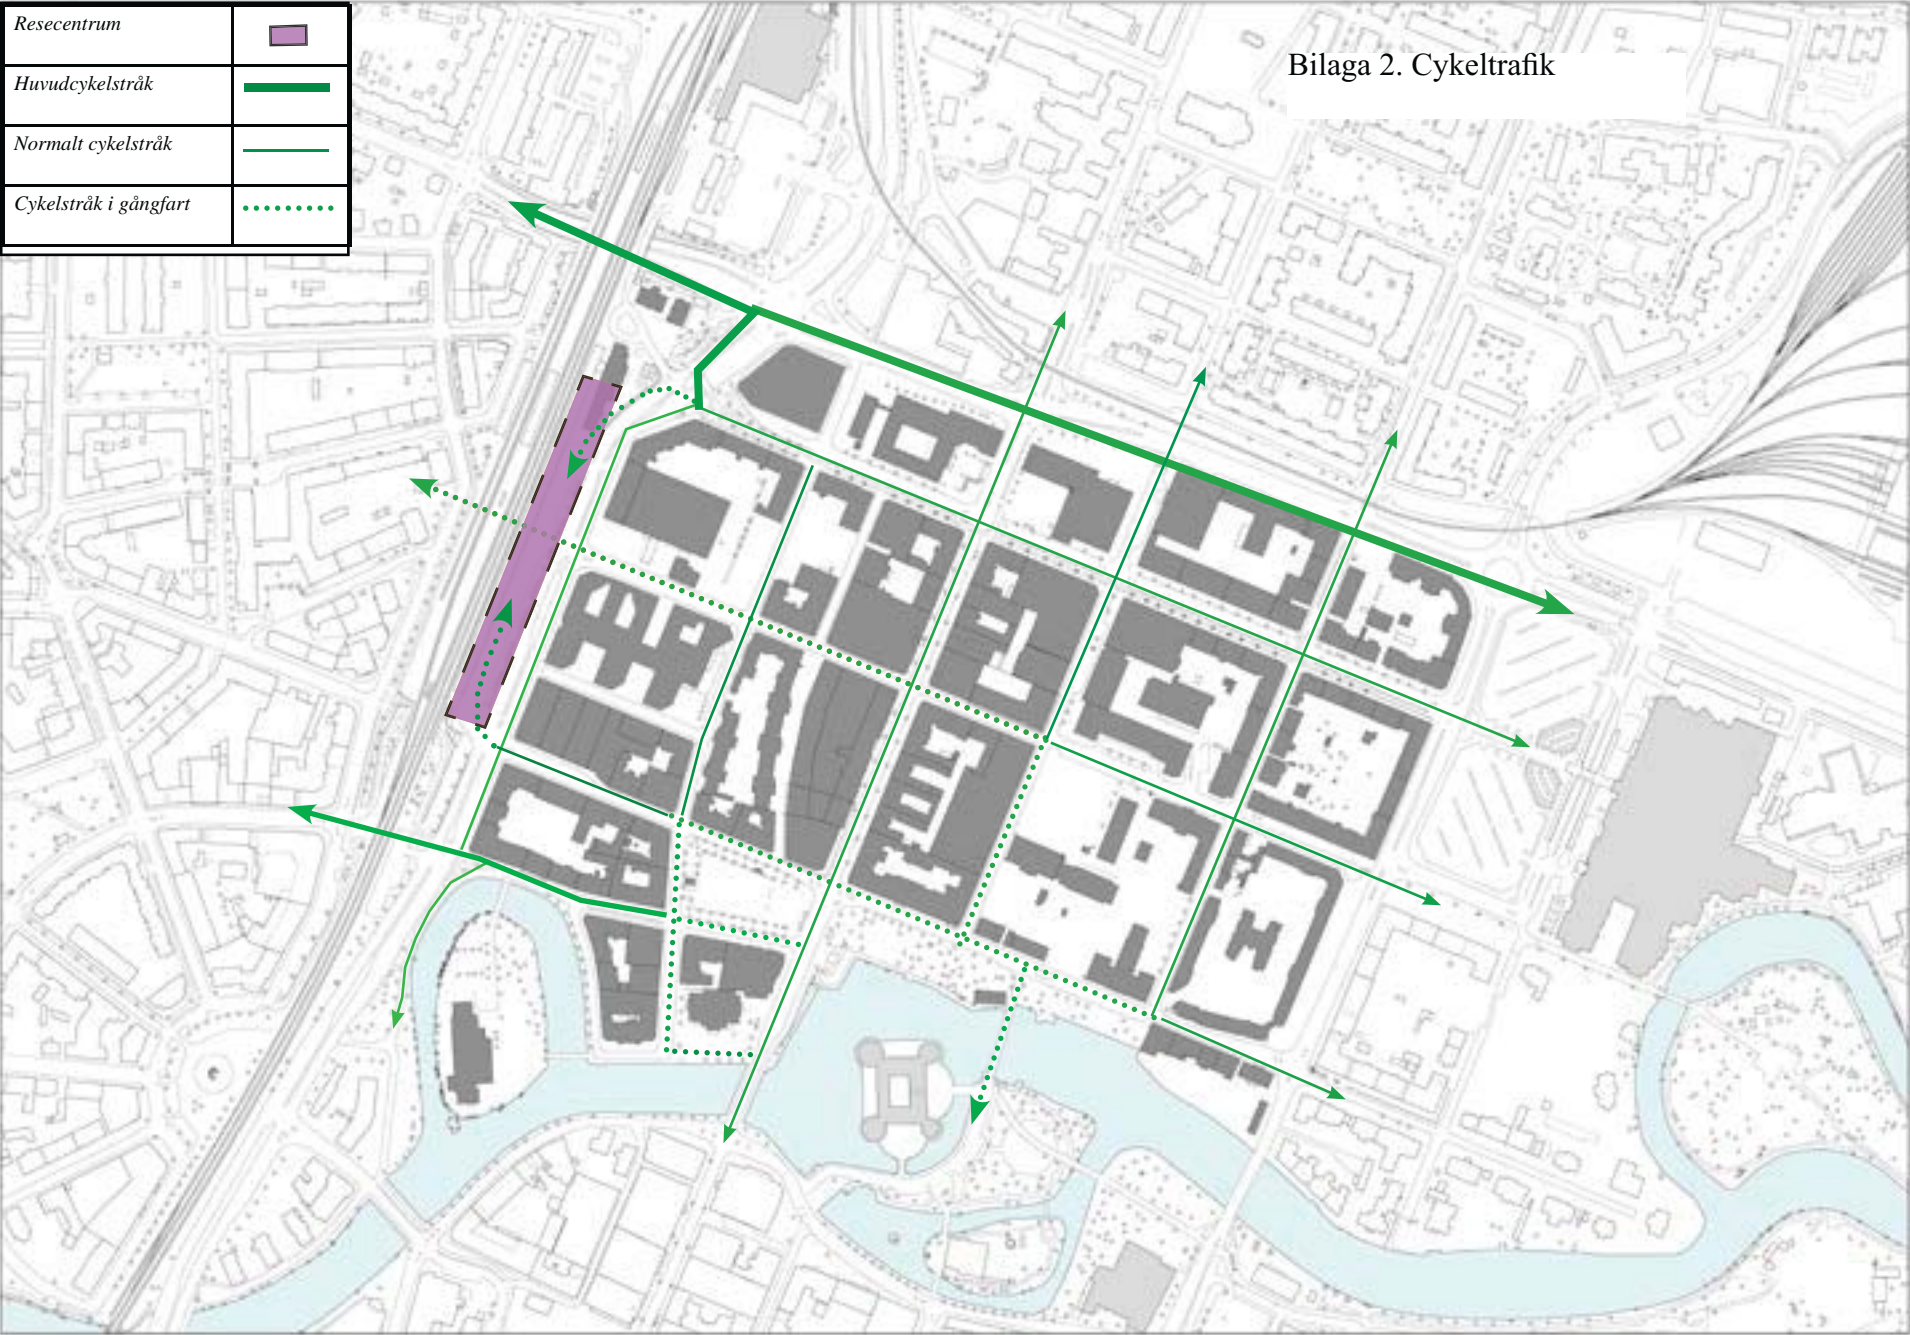 Resecentrum
Huvudcykelstråk
Normalt cykelstråk
Cykelstråk i gångfart
Bilaga 2. Cykeltrafik